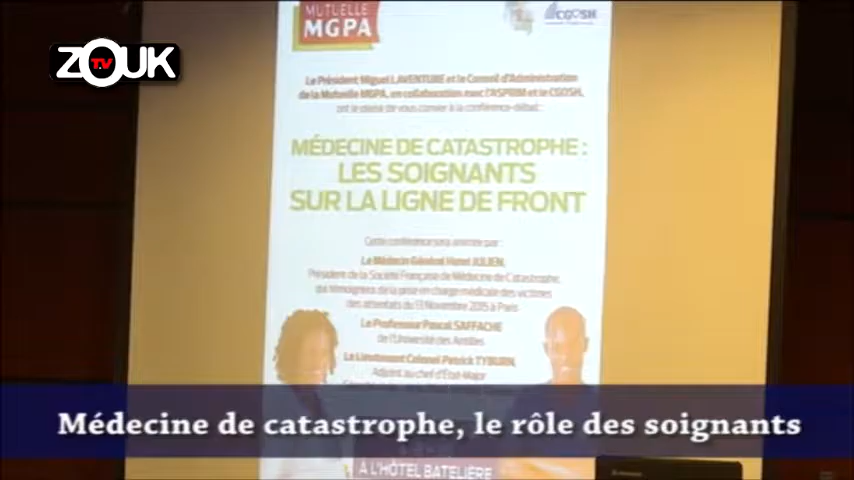 MUTUELLE
MGPA
CGOSH
ZOUK
TV
Le Président Miguel LAVENTURE et le Conseil d'Administration
de la Mutuelle MGPA, en collaboration avec l'ASPRIM et le CGOSH,
ont le plaisir de vous convier à la conférence-débat :
MÉDECINE DE CATASTROPHE :
LES SOIGNANTS
SUR LA LIGNE DE FRONT
Cette conférence sera animée par :
Le Médecin Général Henri JULIEN,
Président de la Société Française de Médecine de Catastrophe,
qui témoignera de la prise en charge médicale des victimes
des attentats du 13 Novembre 2015 à Paris
Le Professeur Pascal SAFFACHE
de l'Université des Antilles
Le Lieutenant Colonel Patrick TYBURN,
Adjoint au chef d'État-Major
Médecine de catastrophe, le rôle des soignants
À L'HÔTEL BATELIÈRE